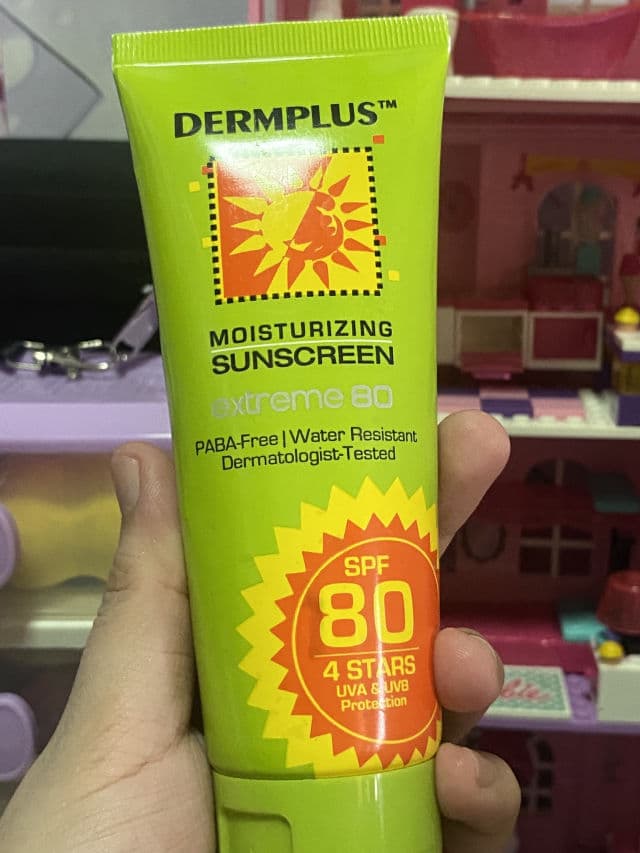 DERMPLUS™
MOISTURIZING
SUNSCREEN
extreme 80
PABA-Free | Water Resistant
Dermatologist-Tested
SPF
80
4 STARS
UVA & UVB
Protection